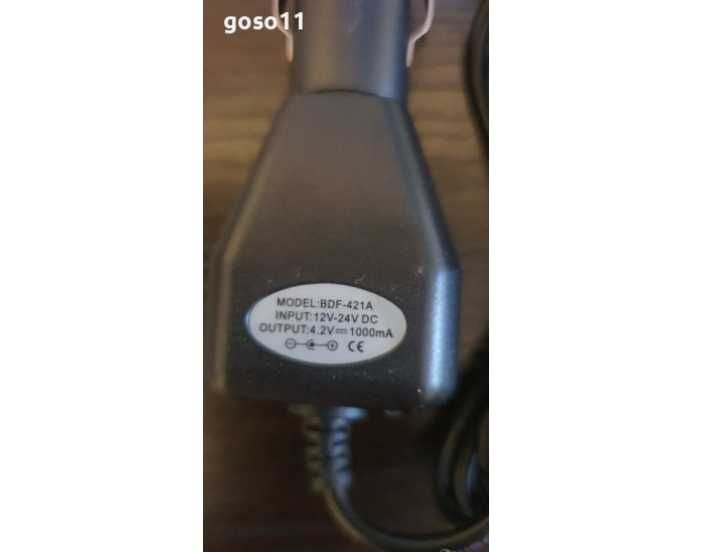 goso11
MODEL:BDF-421A
INPUT:12V-24V DC
OUTPUT:4.2V⎓1000mA
CE